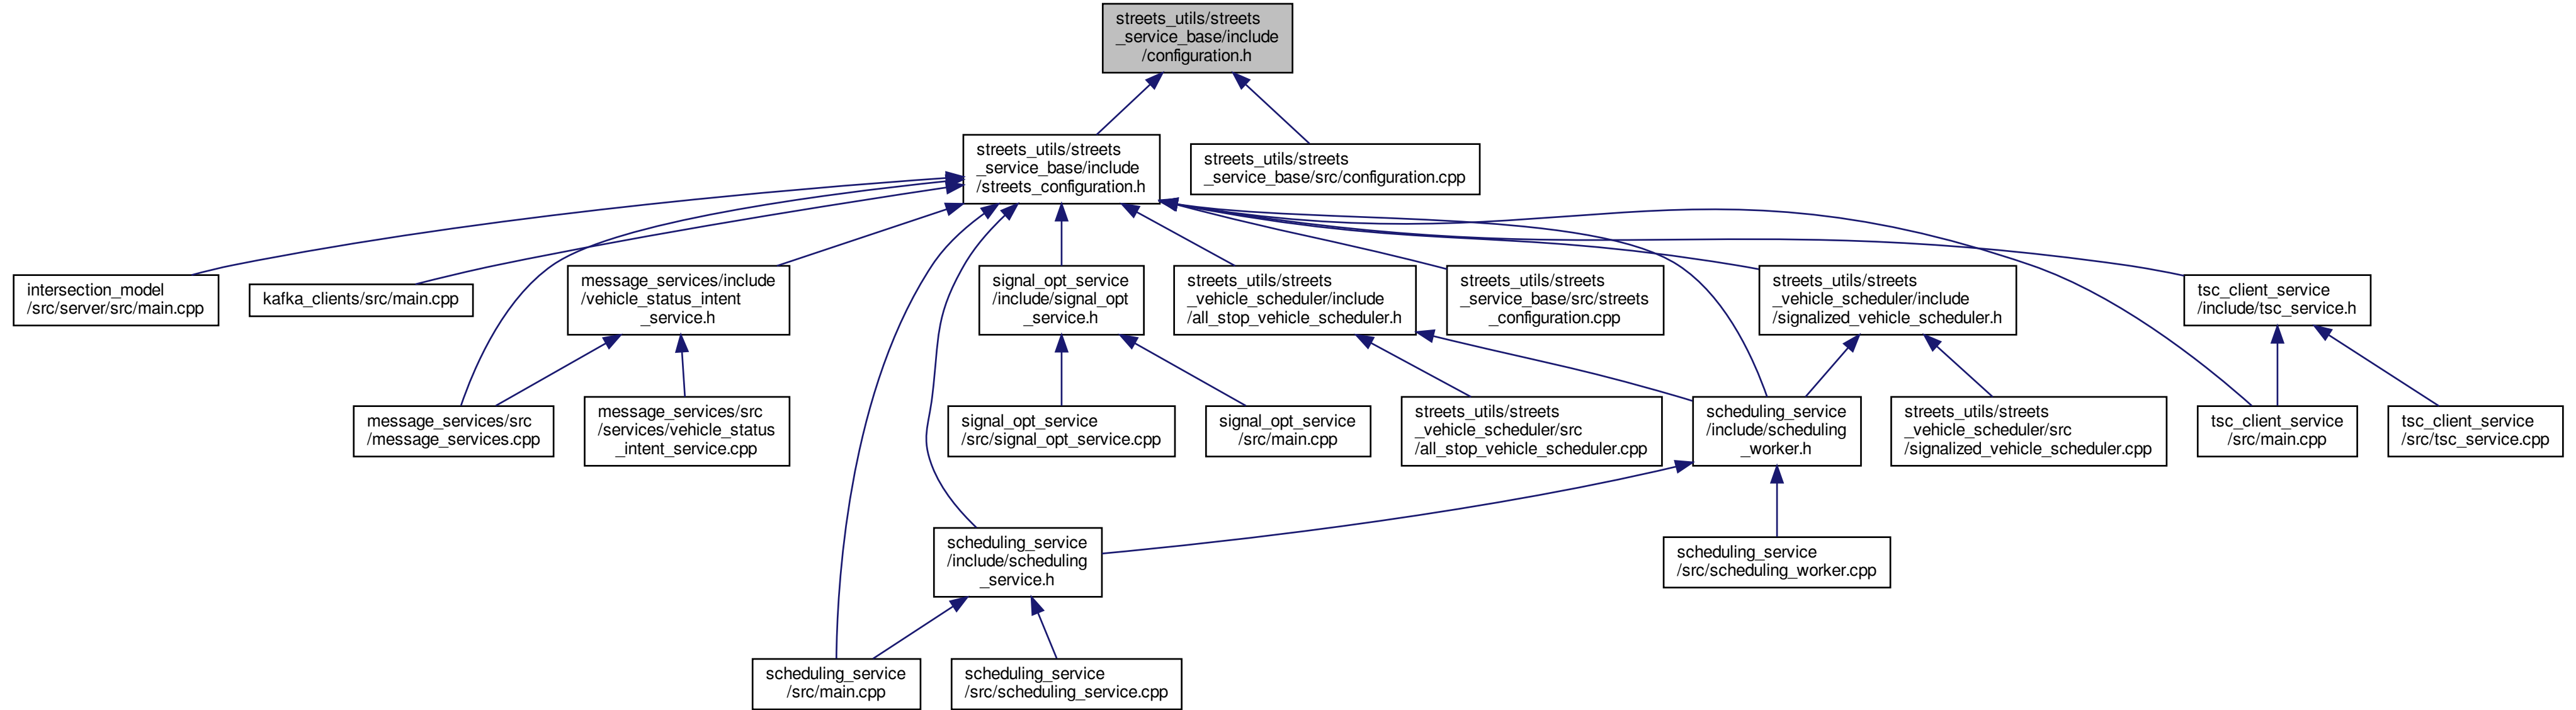 streets_utils/streets
_service_base/include
/configuration.h
streets_utils/streets
_service_base/include
/streets_configuration.h
streets_utils/streets
_service_base/src/configuration.cpp
intersection_model
/src/server/src/main.cpp
kafka_clients/src/main.cpp
message_services/include
/vehicle_status_intent
_service.h
signal_opt_service
/include/signal_opt
_service.h
streets_utils/streets
_vehicle_scheduler/include
/all_stop_vehicle_scheduler.h
streets_utils/streets
_service_base/src/streets
_configuration.cpp
streets_utils/streets
_vehicle_scheduler/include
/signalized_vehicle_scheduler.h
tsc_client_service
/include/tsc_service.h
message_services/src
/message_services.cpp
message_services/src
/services/vehicle_status
_intent_service.cpp
signal_opt_service
/src/signal_opt_service.cpp
signal_opt_service
/src/main.cpp
streets_utils/streets
_vehicle_scheduler/src
/all_stop_vehicle_scheduler.cpp
scheduling_service
/include/scheduling
_worker.h
streets_utils/streets
_vehicle_scheduler/src
/signalized_vehicle_scheduler.cpp
tsc_client_service
/src/main.cpp
tsc_client_service
/src/tsc_service.cpp
scheduling_service
/include/scheduling
_service.h
scheduling_service
/src/scheduling_worker.cpp
scheduling_service
/src/main.cpp
scheduling_service
/src/scheduling_service.cpp